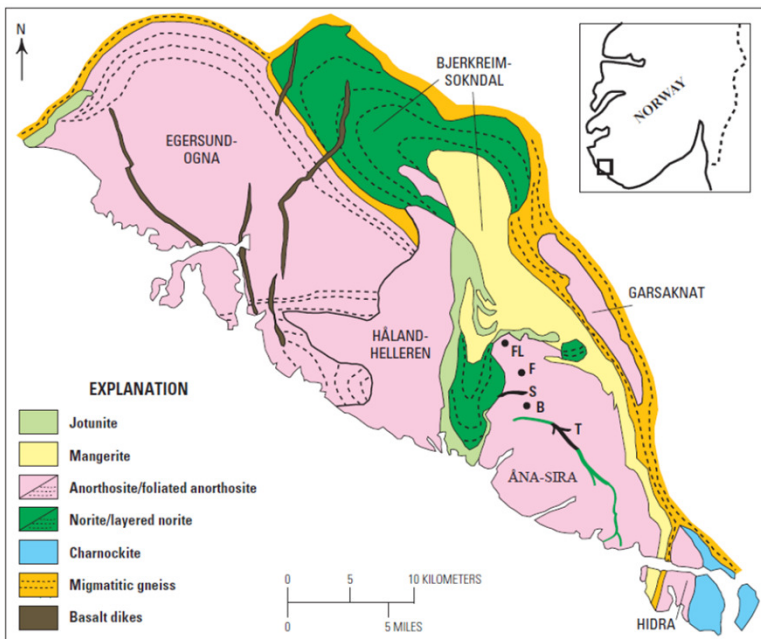 N
BJERKREIM-
SOKNDAL
NORWAY
EGERSUND-
OGNA
GARSAKNAT
HÅLAND-
HELLEREN
FL
F
S
B
T
ÅNA-SIRA
HIDRA
EXPLANATION
Jotunite
Mangerite
Anorthosite/foliated anorthosite
Norite/layered norite
Charnockite
Migmatitic gneiss
Basalt dikes
0 5 10 KILOMETERS
0 5 MILES